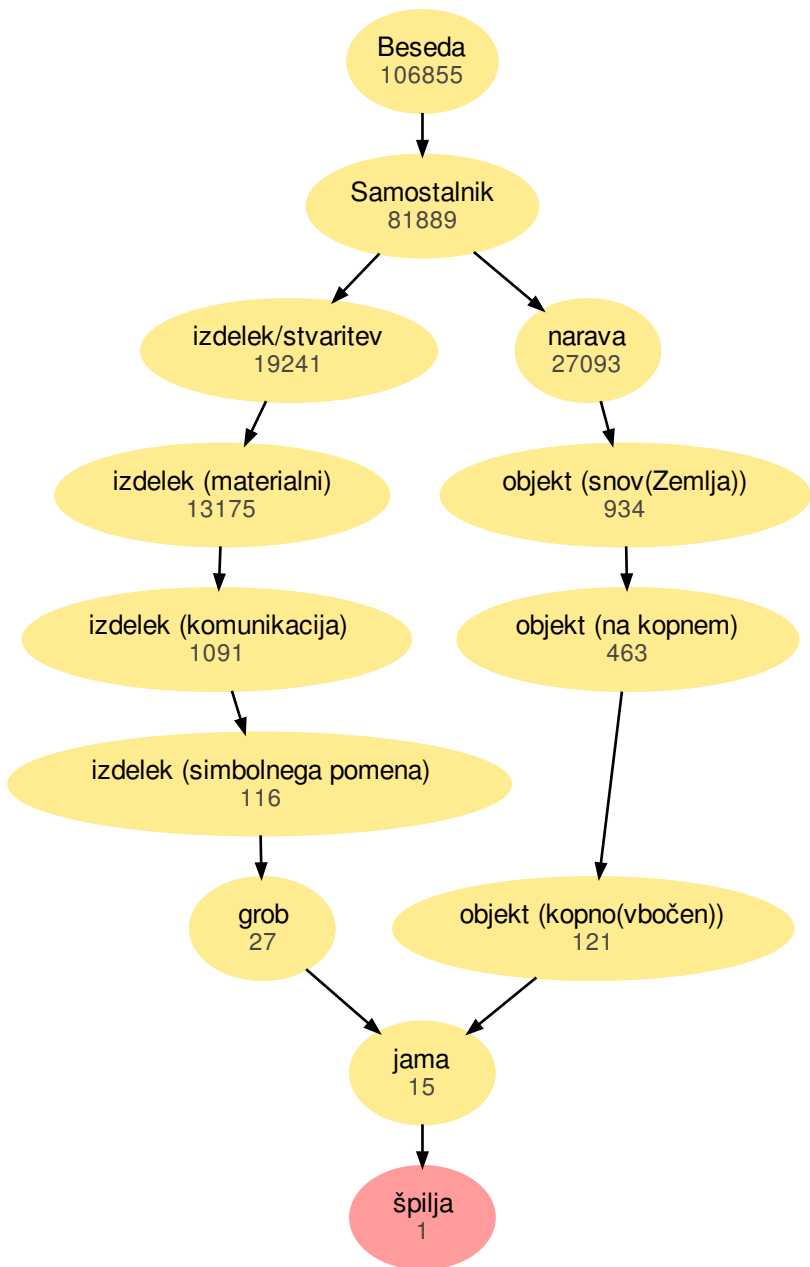 Beseda
106855
Samostalnik
81889
izdelek/stvaritev
19241
narava
27093
izdelek (materialni)
13175
objekt (snov(Zemlja))
934
izdelek (komunikacija)
1091
objekt (na kopnem)
463
izdelek (simbolnega pomena)
116
grob
27
objekt (kopno(vbočen))
121
jama
15
špilja
1